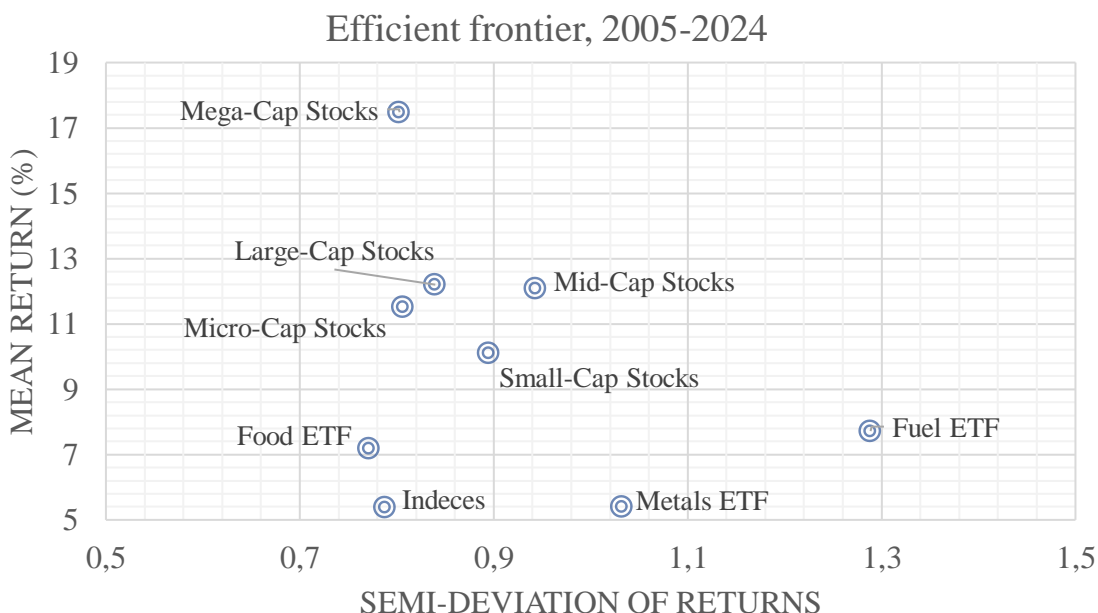 Efficient frontier, 2005-2024
MEAN RETURN (%)
19
17
15
13
11
9
7
5
Mega-Cap Stocks
Large-Cap Stocks
Mid-Cap Stocks
Micro-Cap Stocks
Small-Cap Stocks
Food ETF
Fuel ETF
Indeces
Metals ETF
0,5 0,7 0,9 1,1 1,3 1,5
SEMI-DEVIATION OF RETURNS